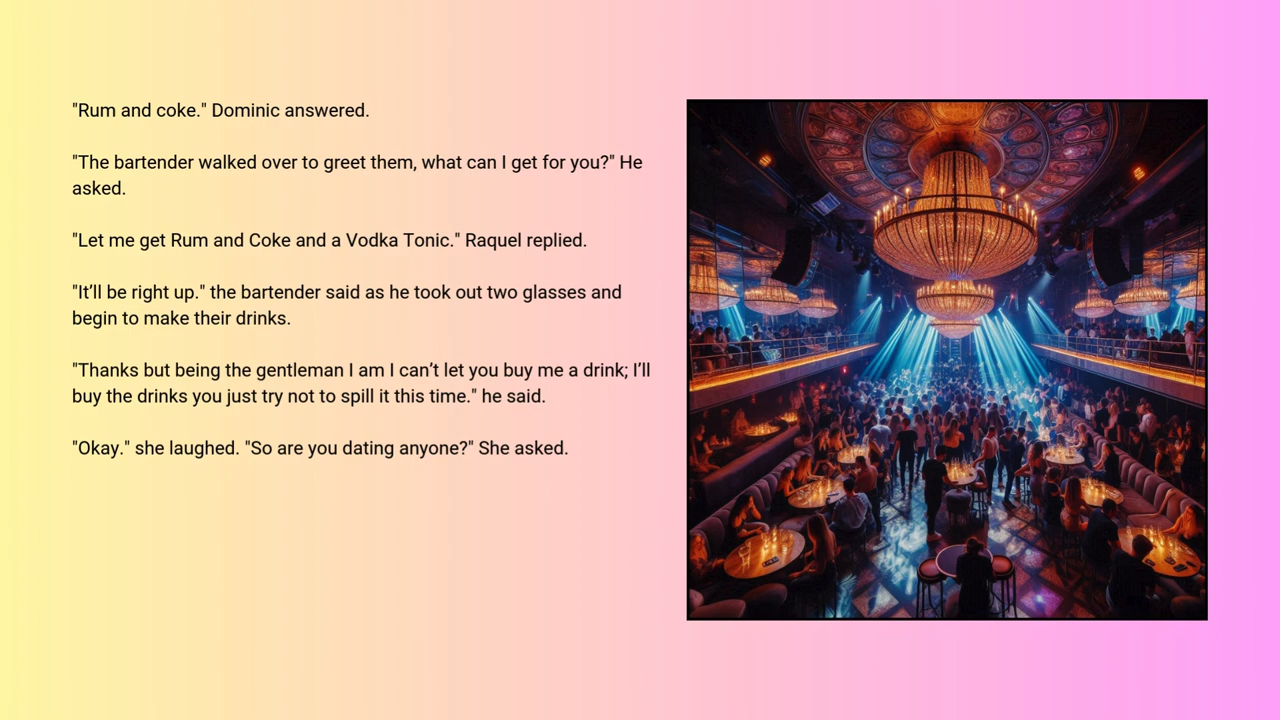 "Rum and coke." Dominic answered.
"The bartender walked over to greet them, what can I get for you?" He
asked.
"Let me get Rum and Coke and a Vodka Tonic." Raquel replied.
"It’ll be right up." the bartender said as he took out two glasses and
begin to make their drinks.
"Thanks but being the gentleman I am I can’t let you buy me a drink; I’ll
buy the drinks you just try not to spill it this time." he said.
"Okay." she laughed. "So are you dating anyone?" She asked.